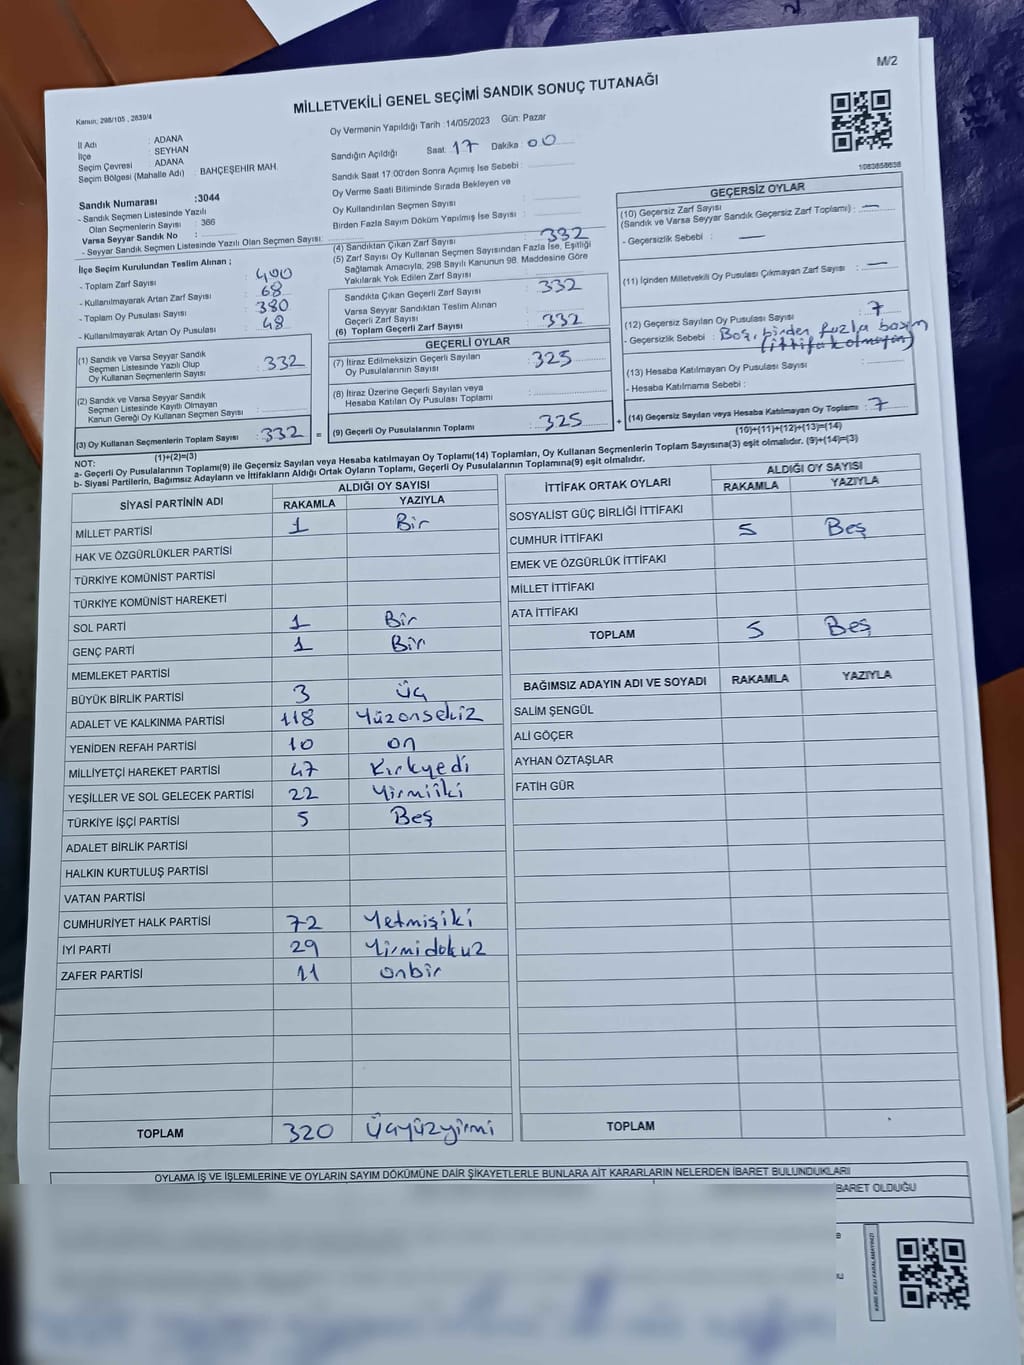 M/2
MİLLETVEKİLİ GENEL SEÇİMİ SANDIK SONUÇ TUTANAĞI
Kanun; 298/105 , 2839/4
İl Adı : ADANA
İlçe : SEYHAN
Seçim Çevresi : ADANA
Seçim Bölgesi (Mahalle Adı) : BAHÇEŞEHİR MAH.
Sandık Numarası :3044
- Sandık Seçmen Listesinde Yazılı
Olan Seçmenlerin Sayısı : 366
Varsa Seyyar Sandık No :
- Seyyar Sandık Seçmen Listesinde Yazılı Olan Seçmen Sayısı:
Oy Vermenin Yapıldığı Tarih :14/05/2023 Gün: Pazar
Sandığın Açıldığı Saat: 17 Dakika: 00
Sandık Saat 17.00'den Sonra Açımış İse Sebebi :
Oy Verme Saati Bitiminde Sırada Bekleyen ve
Oy Kullandırılan Seçmen Sayısı :
Birden Fazla Sayım Döküm Yapılmış İse Sayısı :
1083858638
İlçe Seçim Kurulundan Teslim Alınan ;
- Toplam Zarf Sayısı : 400
- Kullanılmayarak Artan Zarf Sayısı : 68
- Toplam Oy Pusulası Sayısı : 380
- Kullanılmayarak Artan Oy Pusulası : 48
(1) Sandık ve Varsa Seyyar Sandık
Seçmen Listesinde Yazılı Olup
Oy Kullanan Seçmenlerin Sayısı : 332
(2) Sandık ve Varsa Seyyar Sandık
Seçmen Listesinde Kayıtlı Olmayan
Kanun Gereği Oy Kullanan Seçmen Sayısı :
(3) Oy Kullanan Seçmenlerin Toplam Sayısı : 332 =
(1)+(2)=(3)
(4) Sandıktan Çıkan Zarf Sayısı : 332
(5) Zarf Sayısı Oy Kullanan Seçmen Sayısından Fazla İse, Eşitliği
Sağlamak Amacıyla, 298 Sayılı Kanunun 98. Maddesine Göre
Yakılarak Yok Edilen Zarf Sayısı :
Sandıkta Çıkan Geçerli Zarf Sayısı : 332
Varsa Seyyar Sandıktan Teslim Alınan
Geçerli Zarf Sayısı :
(6) Toplam Geçerli Zarf Sayısı : 332
GEÇERLİ OYLAR
(7) İtiraz Edilmeksizin Geçerli Sayılan
Oy Pusulalarının Sayısı : 325
(8) İtiraz Üzerine Geçerli Sayılan veya
Hesaba Katılan Oy Pusulası Toplamı :
(9) Geçerli Oy Pusulalarının Toplamı : 325 +
GEÇERSİZ OYLAR
(10) Geçersiz Zarf Sayısı
(Sandık ve Varsa Seyyar Sandık Geçersiz Zarf Toplamı) : —
- Geçersizlik Sebebi : —
(11) İçinden Milletvekili Oy Pusulası Çıkmayan Zarf Sayısı : —
(12) Geçersiz Sayılan Oy Pusulası Sayısı : 7
- Geçersizlik Sebebi : Boş, birden fazla basım
(ittifak olmayan)
(13) Hesaba Katılmayan Oy Pusulası Sayısı :
- Hesaba Katılmama Sebebi :
(14) Geçersiz Sayılan veya Hesaba Katılmayan Oy Toplamı : 7
(10)+(11)+(12)+(13)=(14)
NOT:
a- Geçerli Oy Pusulalarının Toplamı(9) ile Geçersiz Sayılan veya Hesaba katılmayan Oy Toplamı(14) Toplamları, Oy Kullanan Seçmenlerin Toplam Sayısına(3) eşit olmalıdır. (9)+(14)=(3)
b- Siyasi Partilerin, Bağımsız Adayların ve İttifakların Aldığı Ortak Oyların Toplamı, Geçerli Oy Pusulalarının Toplamına(9) eşit olmalıdır.
SİYASİ PARTİNİN ADI ALDIĞI OY SAYISI
RAKAMLA YAZIYLA
MİLLET PARTİSİ 1 Bir
HAK VE ÖZGÜRLÜKLER PARTİSİ
TÜRKİYE KOMÜNİST PARTİSİ
TÜRKİYE KOMÜNİST HAREKETİ
SOL PARTİ 1 Bir
GENÇ PARTİ 1 Bir
MEMLEKET PARTİSİ
BÜYÜK BİRLİK PARTİSİ 3 Üç
ADALET VE KALKINMA PARTİSİ 118 Yüzonsekiz
YENİDEN REFAH PARTİSİ 10 on
MİLLİYETÇİ HAREKET PARTİSİ 47 Kırkyedi
YEŞİLLER VE SOL GELECEK PARTİSİ 22 Yirmiiki
TÜRKİYE İŞÇİ PARTİSİ 5 Beş
ADALET BİRLİK PARTİSİ
HALKIN KURTULUŞ PARTİSİ
VATAN PARTİSİ
CUMHURİYET HALK PARTİSİ 72 Yetmişiki
İYİ PARTİ 29 Yirmidokuz
ZAFER PARTİSİ 11 onbir
TOPLAM 320 Üçyüzyirmi
İTTİFAK ORTAK OYLARI ALDIĞI OY SAYISI
RAKAMLA YAZIYLA
SOSYALİST GÜÇ BİRLİĞİ İTTİFAKI
CUMHUR İTTİFAKI 5 Beş
EMEK VE ÖZGÜRLÜK İTTİFAKI
MİLLET İTTİFAKI
ATA İTTİFAKI
TOPLAM 5 Beş
BAĞIMSIZ ADAYIN ADI VE SOYADI RAKAMLA YAZIYLA
SALİM ŞENGÜL
ALİ GÖÇER
AYHAN ÖZTAŞLAR
FATİH GÜR
TOPLAM
OYLAMA İŞ VE İŞLEMLERİNE VE OYLARIN SAYIM DÖKÜMÜNE DAİR ŞİKAYETLERLE BUNLARA AİT KARARLARIN NELERDEN İBARET BULUNDUKLARI
İBARET OLDUĞU